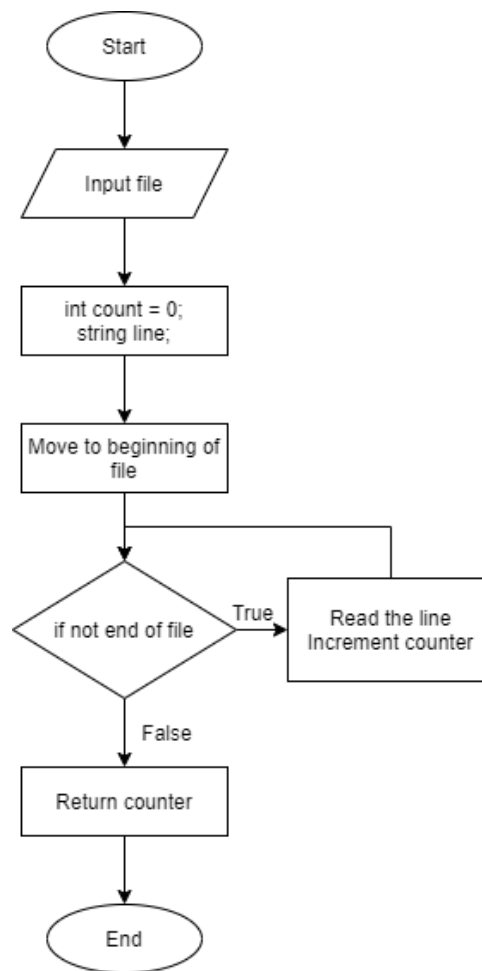 Start
Input file
int count = 0;
string line;
Move to beginning of
file
if not end of file
True
Read the line
Increment counter
False
Return counter
End